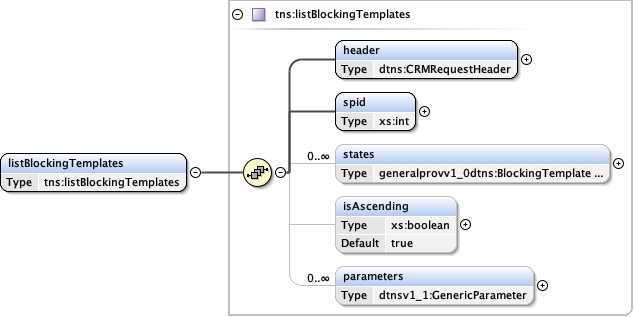 tns:listBlockingTemplates
header
Type dtns:CRMRequestHeader
spid
Type xs:int
listBlockingTemplates
Type tns:listBlockingTemplates
0..∞
states
Type generalprovv1_0dtns:BlockingTemplate ...
isAscending
Type xs:boolean
Default true
0..∞
parameters
Type dtnsv1_1:GenericParameter